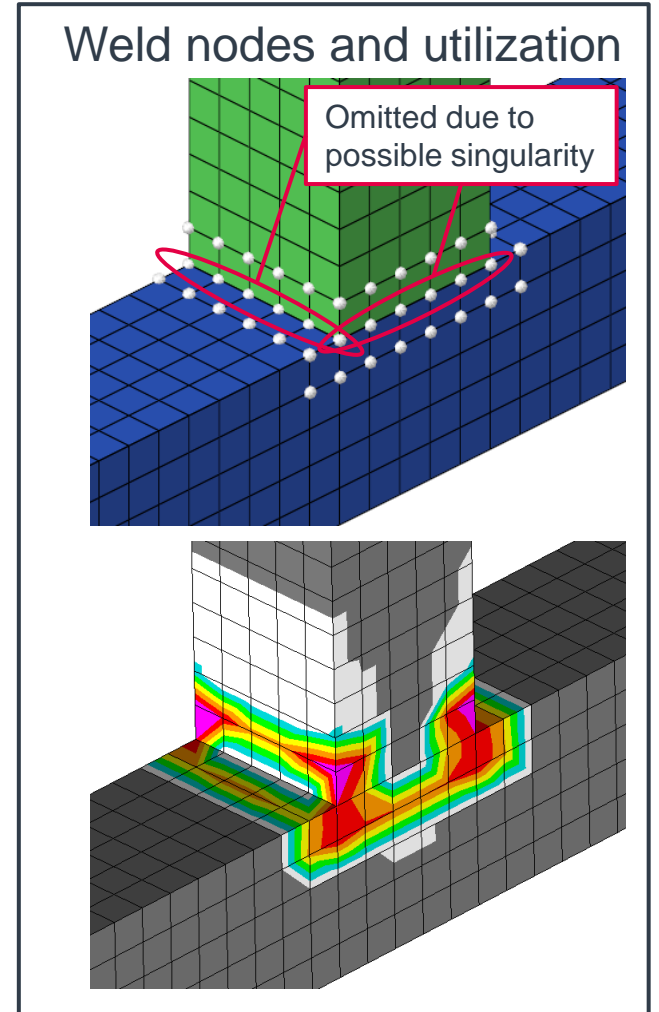 Weld nodes and utilization
Omitted due to
possible singularity